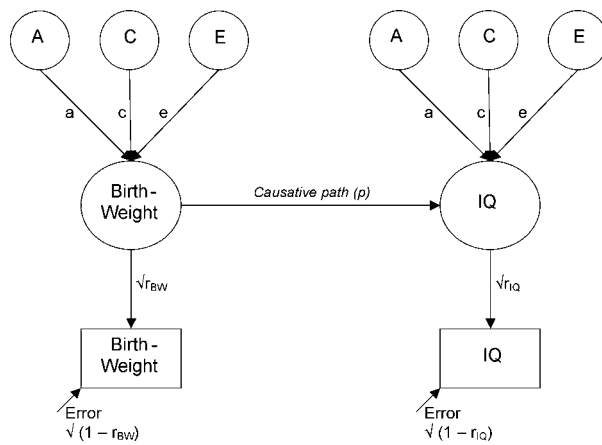 A C E A C E
a c e a c e
Birth-
Weight
Causative path (p)
IQ
√rBW √rIQ
Birth-
Weight
IQ
Error
√ (1 – rBW)
Error
√ (1 – rIQ)